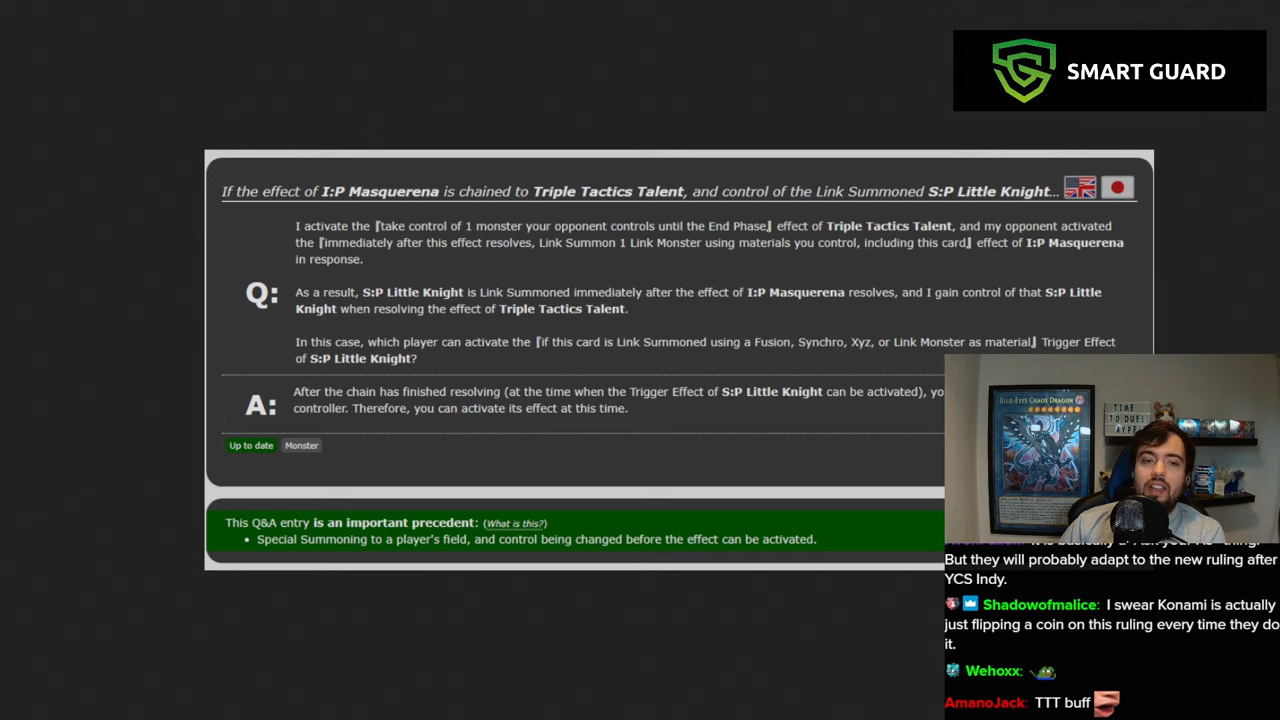 SMART GUARD
If the effect of I:P Masquerena is chained to Triple Tactics Talent, and control of the Link Summoned S:P Little Knight...
I activate the『take control of 1 monster your opponent controls until the End Phase』effect of Triple Tactics Talent, and my opponent activated
the『immediately after this effect resolves, Link Summon 1 Link Monster using materials you control, including this card』effect of I:P Masquerena
in response.
Q:
As a result, S:P Little Knight is Link Summoned immediately after the effect of I:P Masquerena resolves, and I gain control of that S:P Little
Knight when resolving the effect of Triple Tactics Talent.
In this case, which player can activate the『if this card is Link Summoned using a Fusion, Synchro, Xyz, or Link Monster as material』Trigger Effect
of S:P Little Knight?
A:
After the chain has finished resolving (at the time when the Trigger Effect of S:P Little Knight can be activated),
controller. Therefore, you can activate its effect at this time.
Up to date Monster
This Q&A entry is an important precedent: (What is this?)
• Special Summoning to a player's field, and control being changed before the effect can be activated.
BLUE-EYES CHAOS DRAGON
TIME
TO DUEL
But they will probably adapt to the new ruling after
YCS Indy.
Shadowofmalice: I swear Konami is actually
just flipping a coin on this ruling every time they do
it.
Wehoxx:
AmanoJack: TTT buff